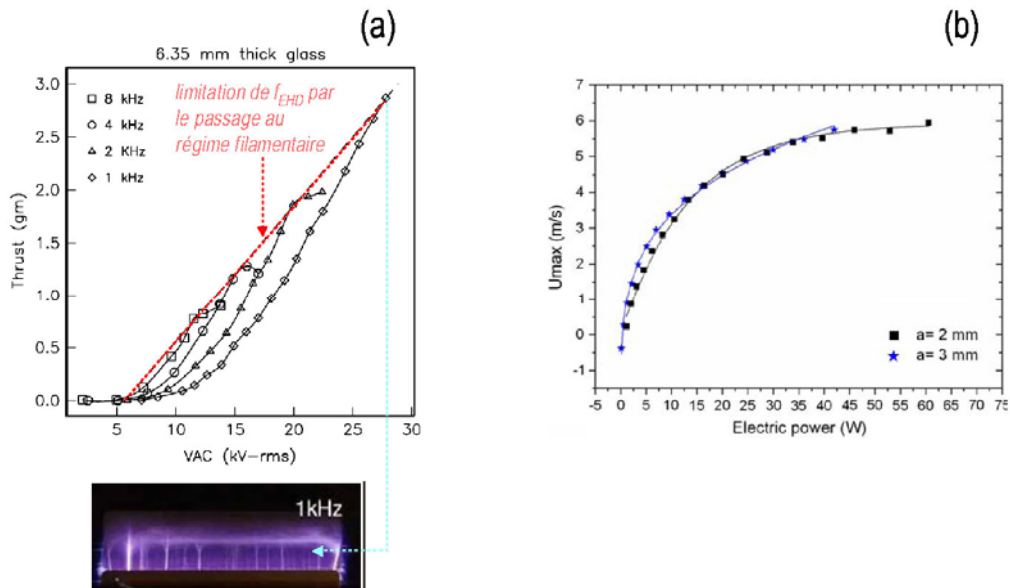 (a)
6.35 mm thick glass
3.0
2.5
2.0
1.5
1.0
0.5
0.0
Thrust (gm)
8 kHz
4 kHz
2 KHz
1 kHz
limitation de fEHD par
le passage au
régime filamentaire
5 10 15 20 25 30
VAC (kV-rms)
1kHz
(b)
7
6
5
4
3
2
1
0
-1
Umax (m/s)
a= 2 mm
a= 3 mm
-5 0 5 10 15 20 25 30 35 40 45 50 55 60 65 70 75
Electric power (W)